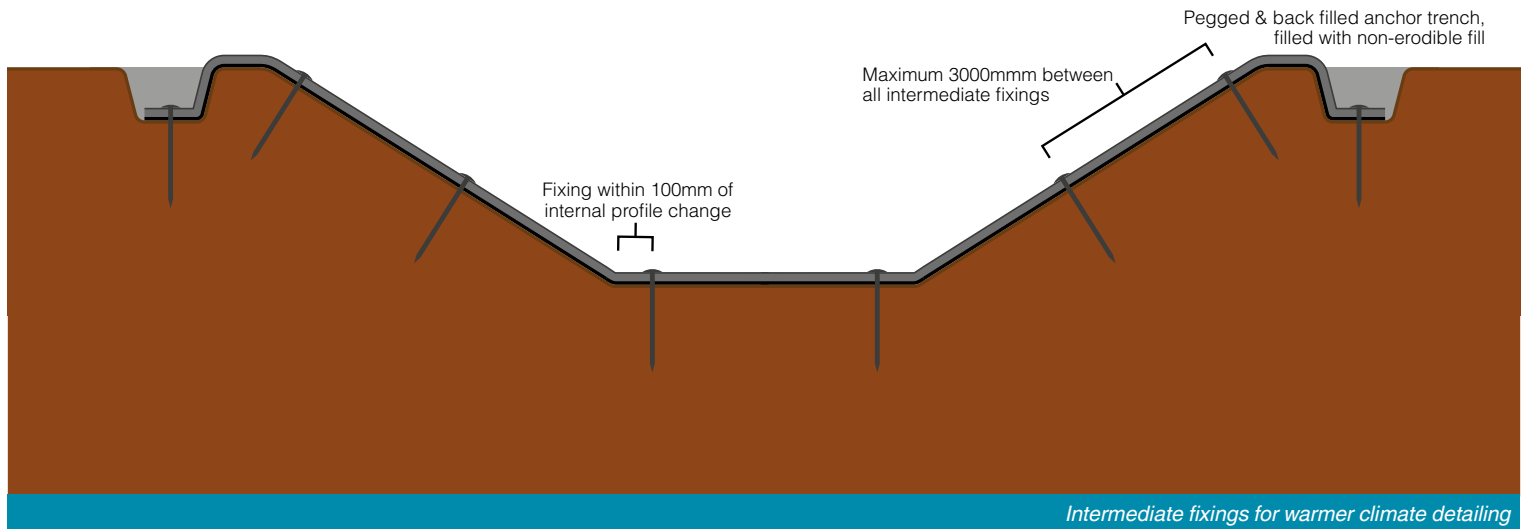 Pegged & back filled anchor trench,
filled with non-erodible fill
Maximum 3000mmm between
all intermediate fixings
Fixing within 100mm of
internal profile change
Intermediate fixings for warmer climate detailing